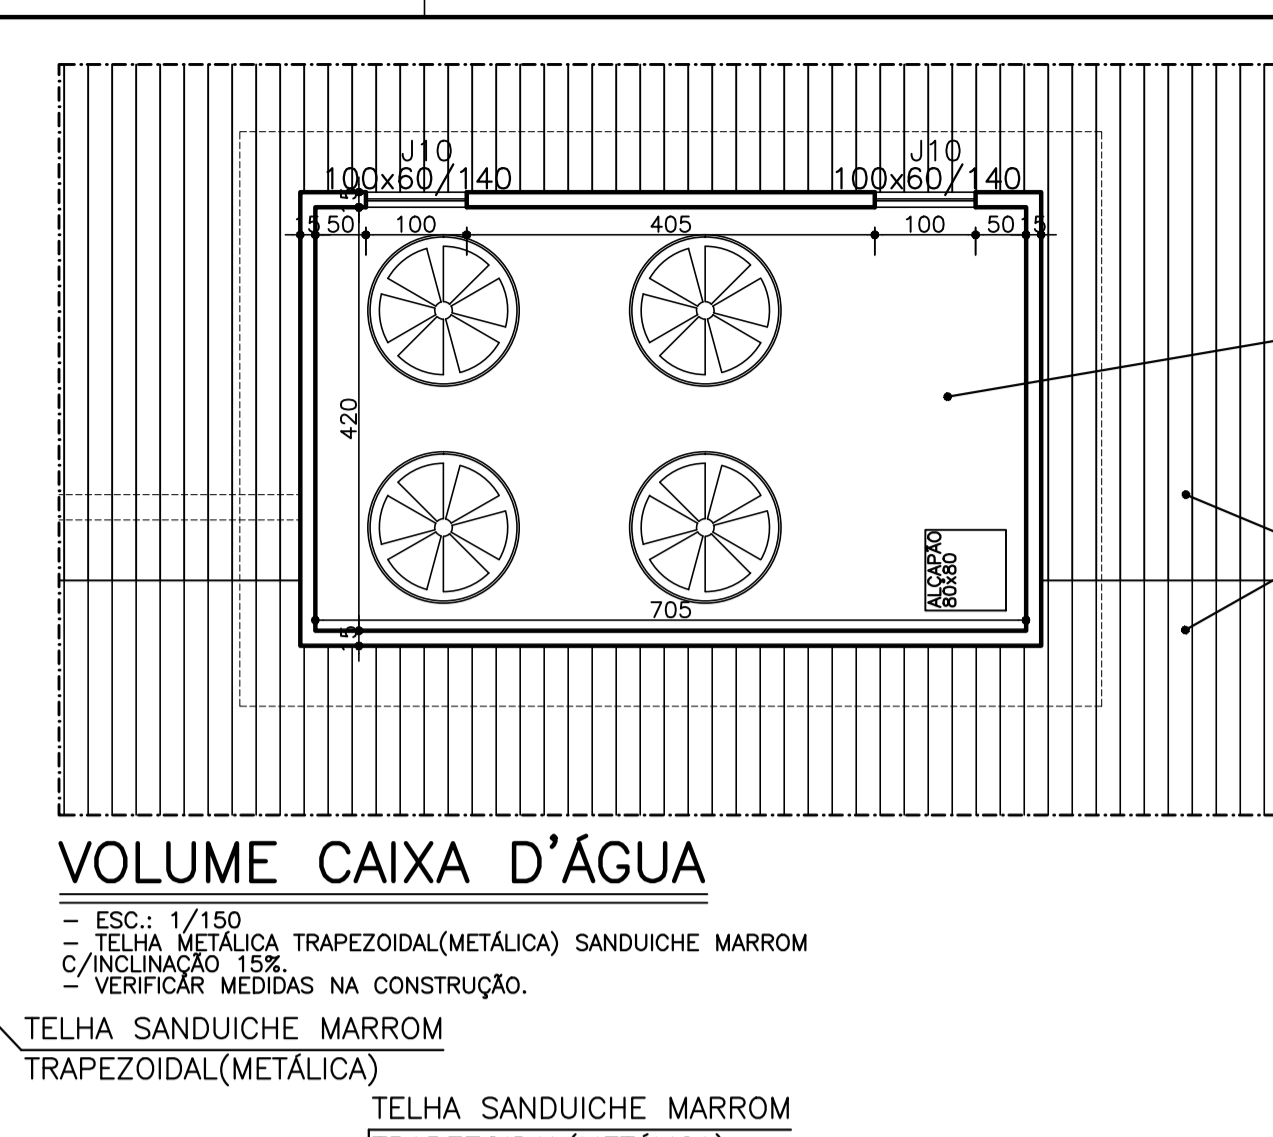 J10 J10
100x60/140 100x60/140
15
15 50 100 405 100 50 15
420
ALÇAPÃO
80x80
705
15
VOLUME CAIXA D'ÁGUA
– ESC.: 1/150
– TELHA METÁLICA TRAPEZOIDAL(METÁLICA) SANDUICHE MARROM
C/INCLINAÇÃO 15%.
– VERIFICAR MEDIDAS NA CONSTRUÇÃO.
TELHA SANDUICHE MARROM
TRAPEZOIDAL(METÁLICA)
TELHA SANDUICHE MARROM